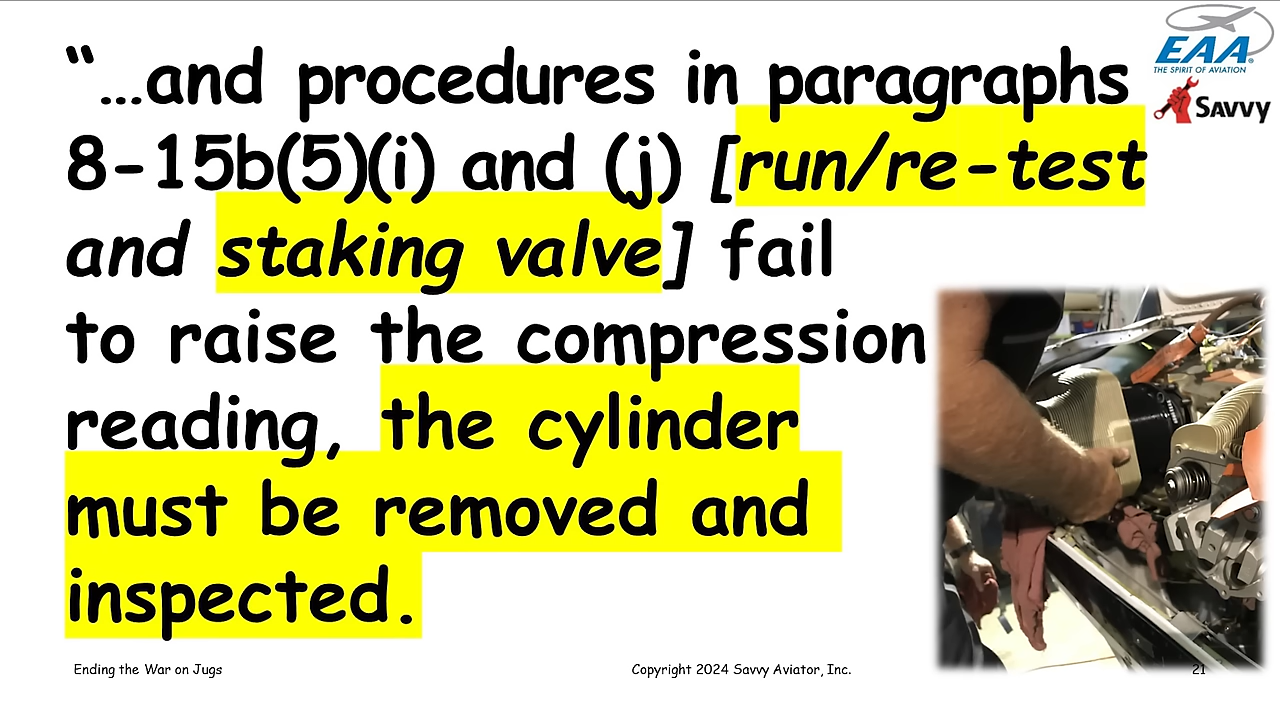 EAA®
THE SPIRIT OF AVIATION
SAVVY
“…and procedures in paragraphs
8-15b(5)(i) and (j) [run/re-test
and staking valve] fail
to raise the compression
reading, the cylinder
must be removed and
inspected.
Ending the War on Jugs
Copyright 2024 Savvy Aviator, Inc.
21